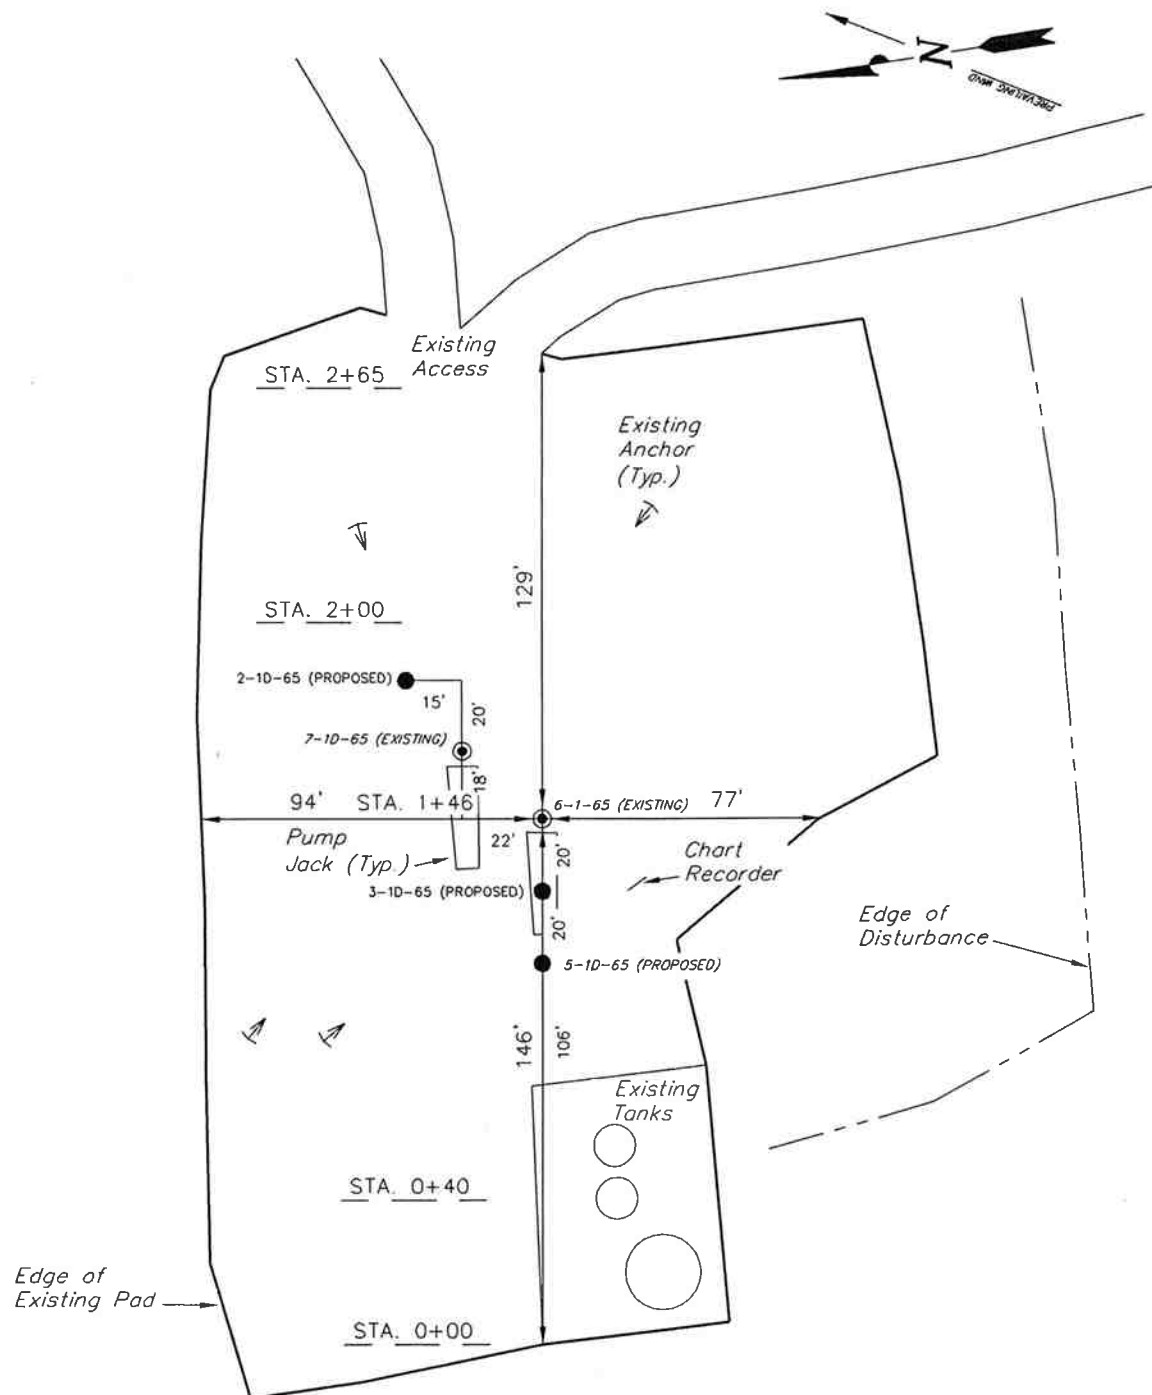 N
PREVAILING WIND
Existing
Access
STA. 2+65
Existing
Anchor
(Typ.)
129'
STA. 2+00
2-1D-65 (PROPOSED)
15'
20'
7-1D-65 (EXISTING)
18'
94'
STA. 1+46
6-1-65 (EXISTING)
77'
22'
Pump
Jack (Typ.)
20'
Chart
Recorder
3-1D-65 (PROPOSED)
20'
Edge of
Disturbance
5-1D-65 (PROPOSED)
146'
106'
Existing
Tanks
STA. 0+40
Edge of
Existing Pad
STA. 0+00